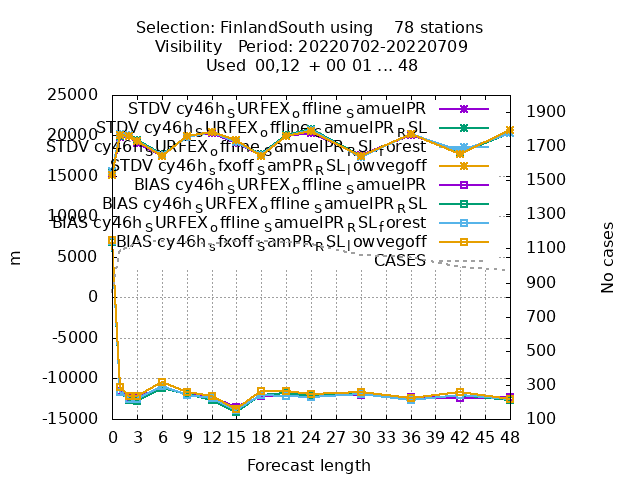 Selection: FinlandSouth using 78 stations
Visibility Period: 20220702-20220709
Used 00,12 + 00 01 ... 48
25000
20000
15000
10000
5000
0
-5000
-10000
-15000
m
STDV cy46h_SURFEX_offline_samuelPR
STDV cy46h_SURFEX_offline_samuelPR_RSL
STDV cy46h_SURFEX_offline_samuelPR_RSL_forest
STDV cy46h_sfxoff_samPR_RSL_lowvegoff
BIAS cy46h_SURFEX_offline_samuelPR
BIAS cy46h_SURFEX_offline_samuelPR_RSL
BIAS cy46h_SURFEX_offline_samuelPR_RSL_forest
BIAS cy46h_sfxoff_samPR_RSL_lowvegoff
CASES
1900
1700
1500
1300
1100
900
700
500
300
100
No cases
0 3 6 9 12 15 18 21 24 27 30 33 36 39 42 45 48
Forecast length